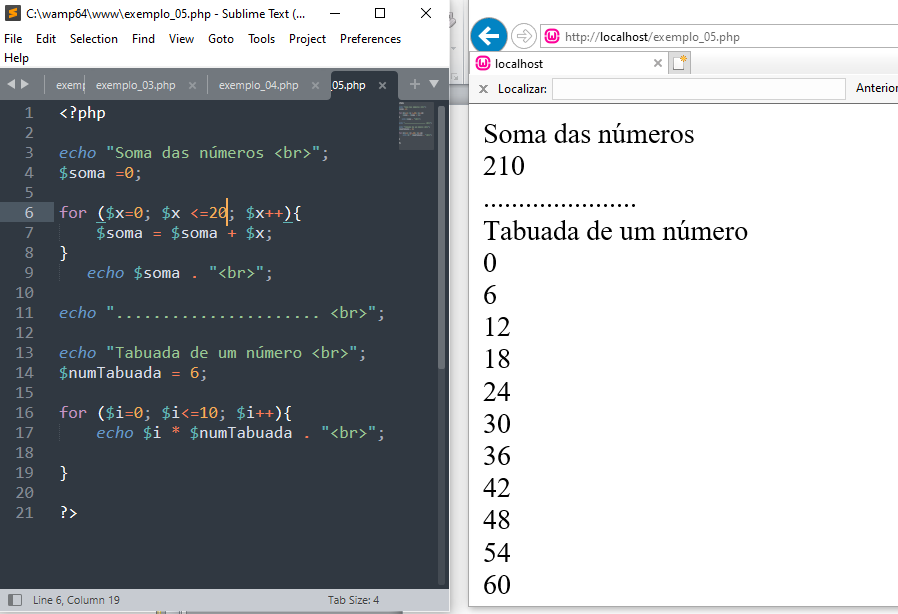 C:\wamp64\www\exemplo_05.php - Sublime Text (...
File Edit Selection Find View Goto Tools Project Preferences
Help
exem exemplo_03.php exemplo_04.php _05.php
1 <?php
2
3 echo "Soma das números <br>";
4 $soma =0;
5
6 for ($x=0; $x <=20; $x++){
7 $soma = $soma + $x;
8 }
9 echo $soma . "<br>";
10
11 echo "...................... <br>";
12
13 echo "Tabuada de um número <br>";
14 $numTabuada = 6;
15
16 for ($i=0; $i<=10; $i++){
17 echo $i * $numTabuada . "<br>";
18
19 }
20
21 ?>
Line 6, Column 19 Tab Size: 4
http://localhost/exemplo_05.php
localhost
x Localizar: Anterior
Soma das números
210
......................
Tabuada de um número
0
6
12
18
24
30
36
42
48
54
60